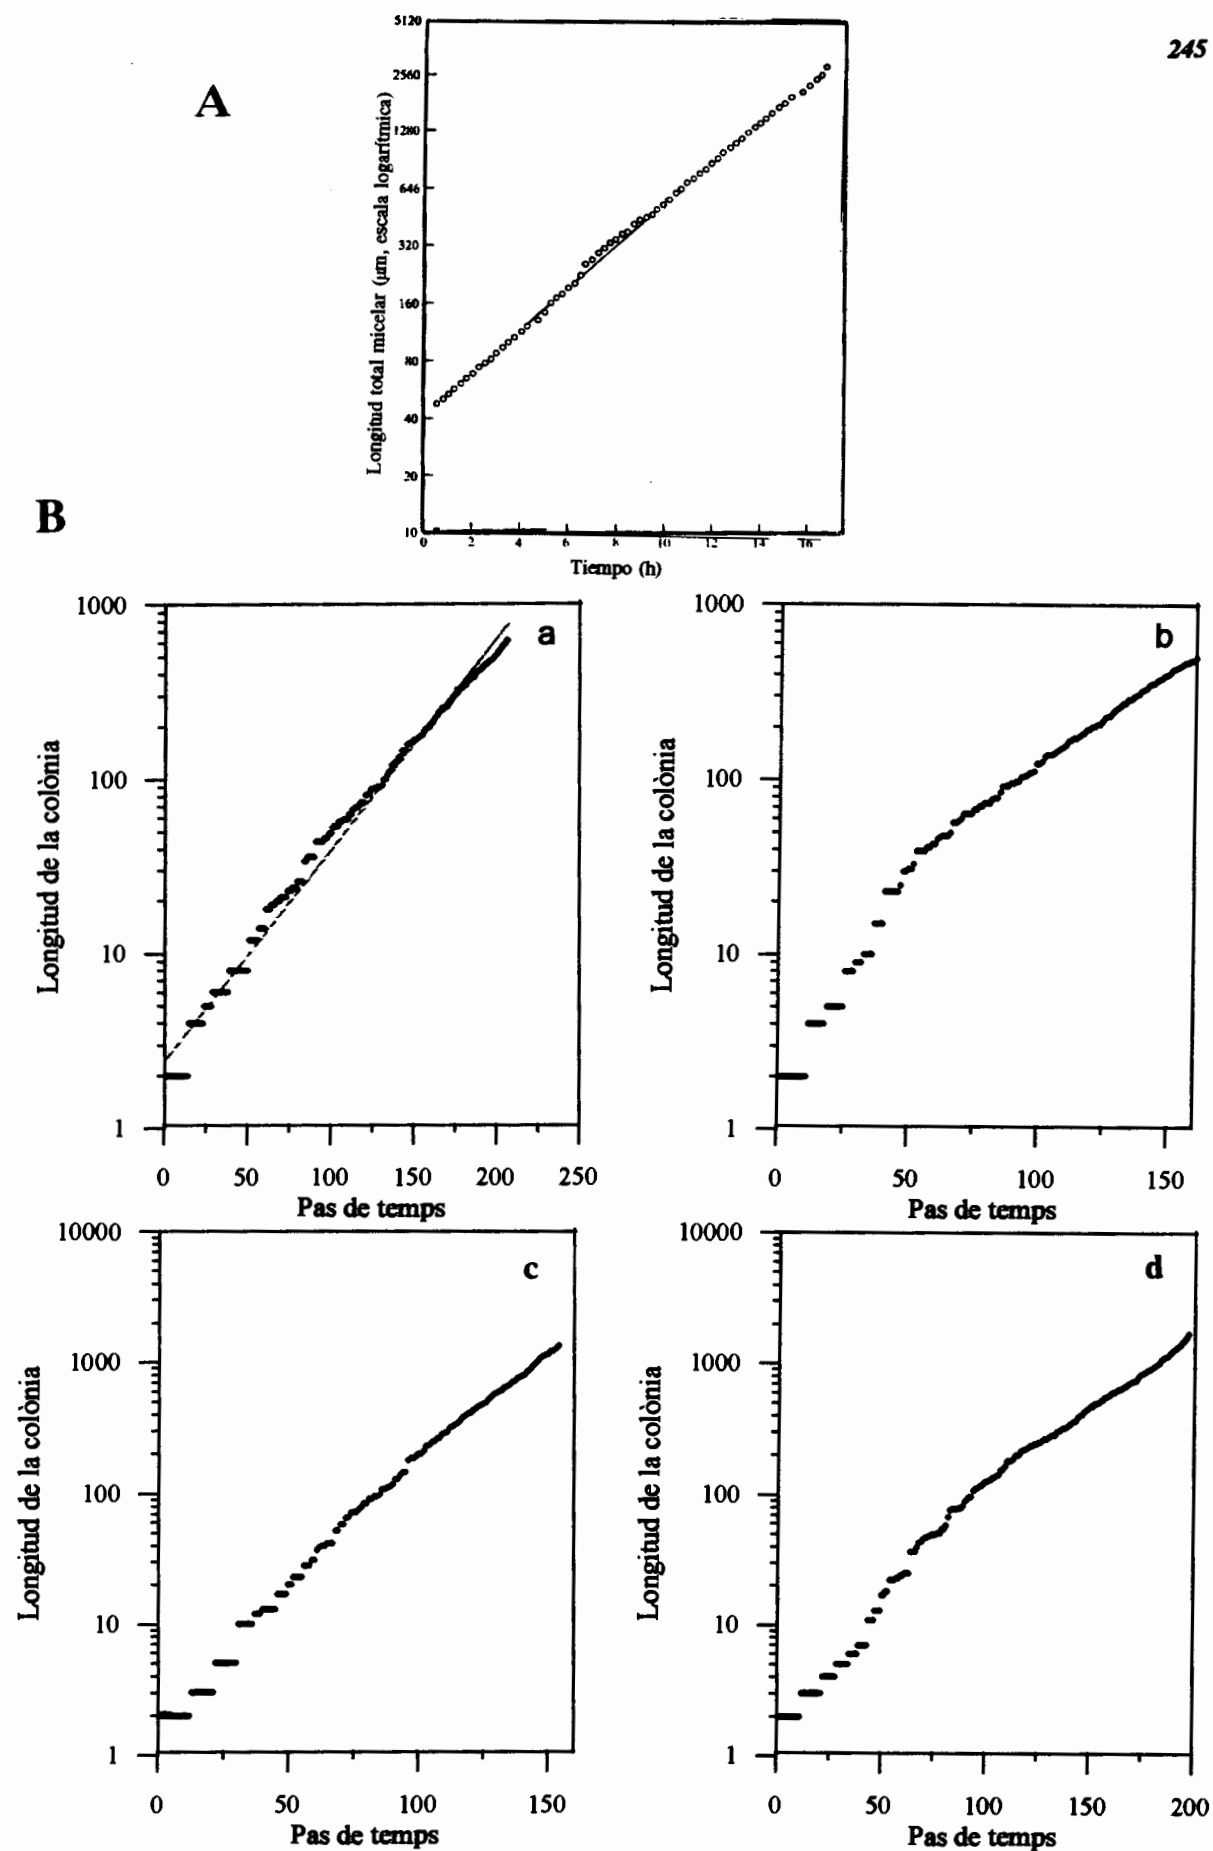 245
A
5120
2560
1280
646
320
160
80
40
20
10
Longitud total micelar (µm, escala logarítmica)
0 2 4 6 8 10 12 14 16
Tiempo (h)
B
a
1000
100
10
1
Longitud de la colònia
0 50 100 150 200 250
Pas de temps
b
1000
100
10
1
Longitud de la colònia
0 50 100 150
Pas de temps
c
10000
1000
100
10
1
Longitud de la colònia
0 50 100 150
Pas de temps
d
10000
1000
100
10
1
Longitud de la colònia
0 50 100 150 200
Pas de temps